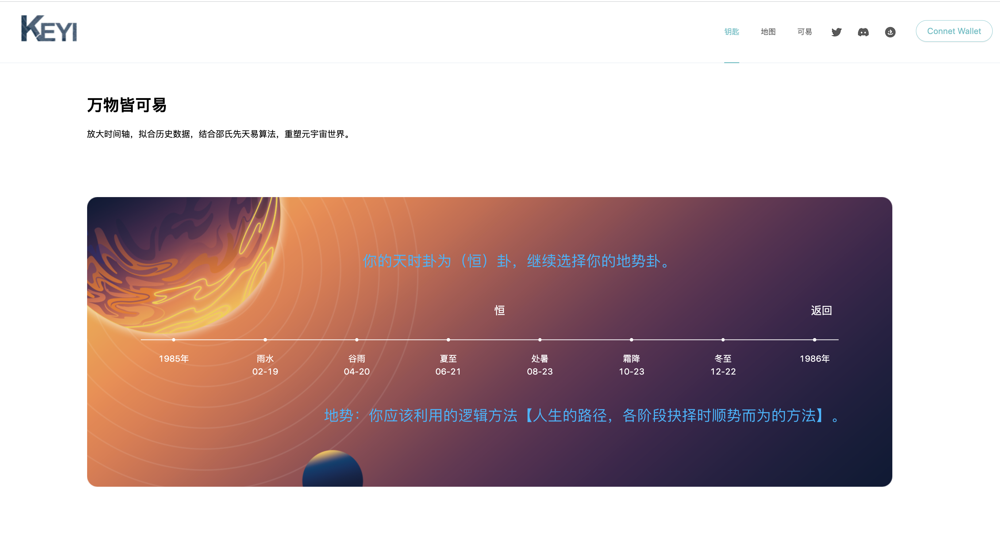 KEYI
钥匙 地图 可易 Connet Wallet
万物皆可易
放大时间轴，拟合历史数据，结合邵氏先天易算法，重塑元宇宙世界。
你的天时卦为（恒）卦，继续选择你的地势卦。
恒 返回
1985年 雨水 谷雨 夏至 处暑 霜降 冬至 1986年
02-19 04-20 06-21 08-23 10-23 12-22
地势：你应该利用的逻辑方法【人生的路径，各阶段抉择时顺势而为的方法】。